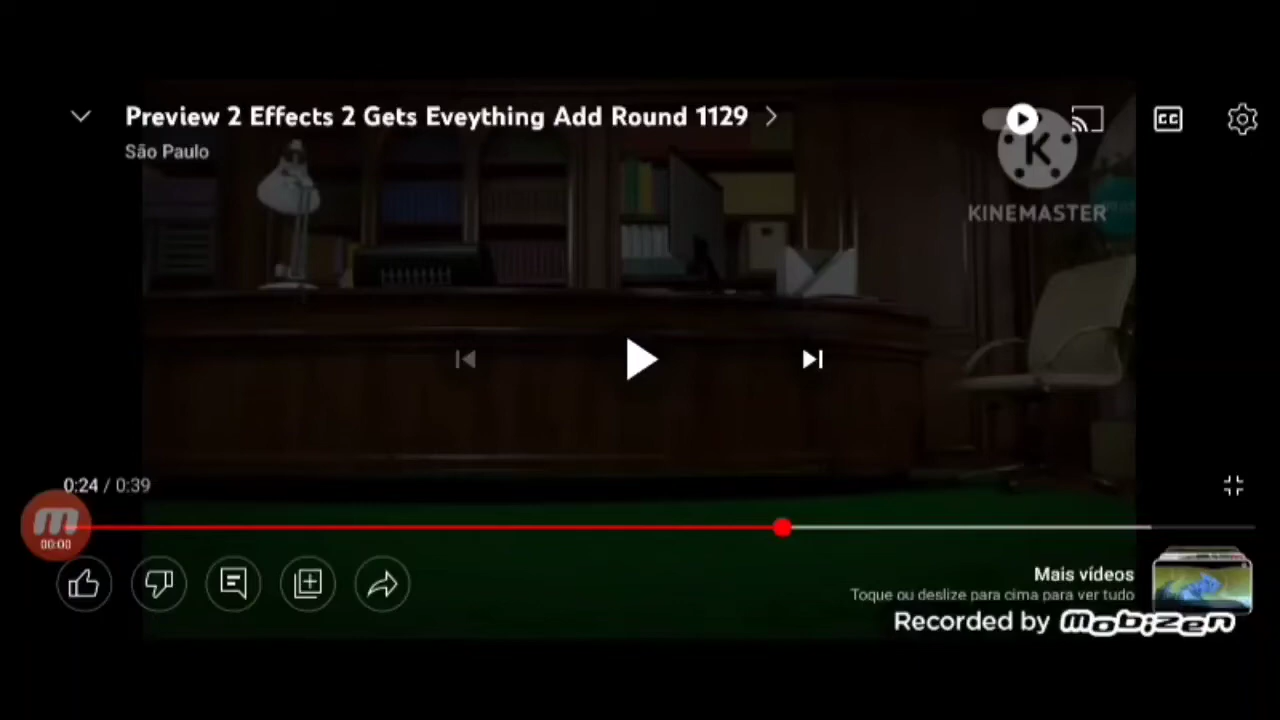 Preview 2 Effects 2 Gets Eveything Add Round 1129
São Paulo
CC
K
KINEMASTER
0:24 / 0:39
m
00:00
Mais vídeos
Toque ou deslize para cima para ver tudo
Recorded by mobizen